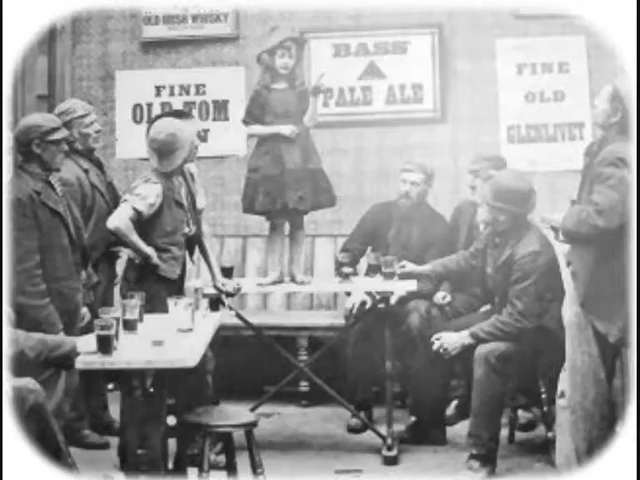 OLD IRISH WHISKY
FINE
OLD TOM
BASS'
PALE ALE
FINE
OLD
GLENLIVET